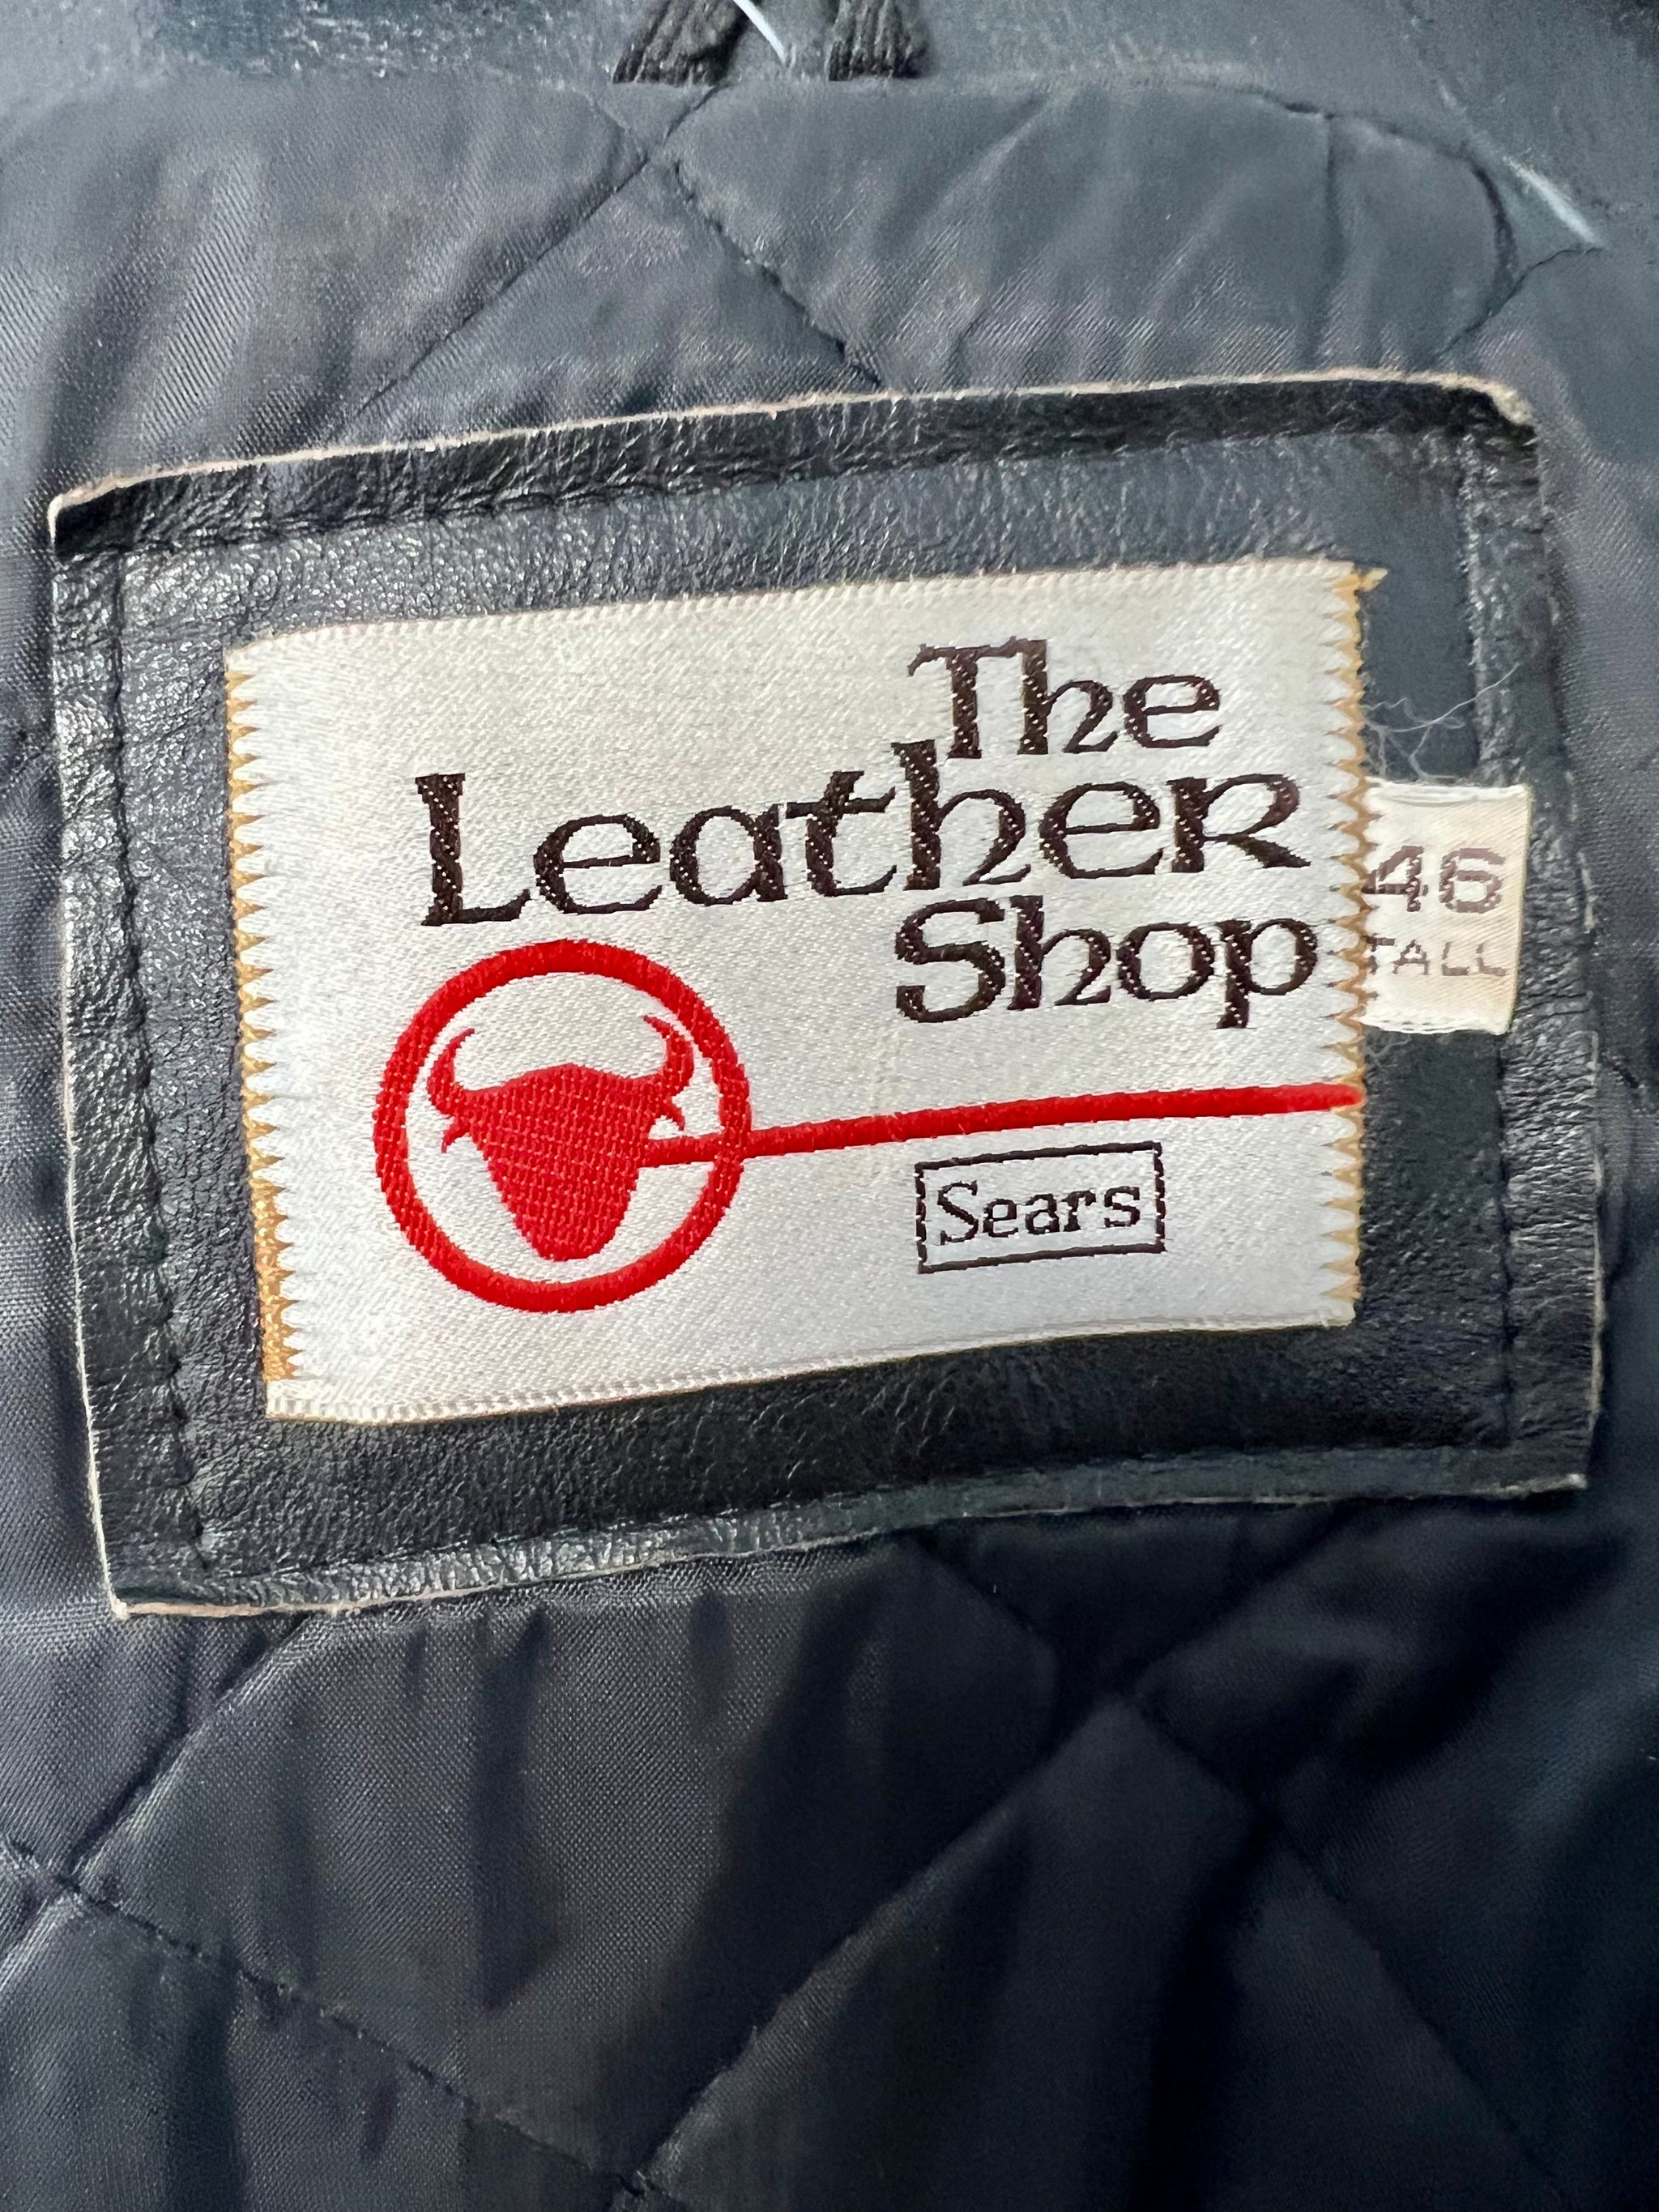 The
Leather
Shop
46
TALL
Sears